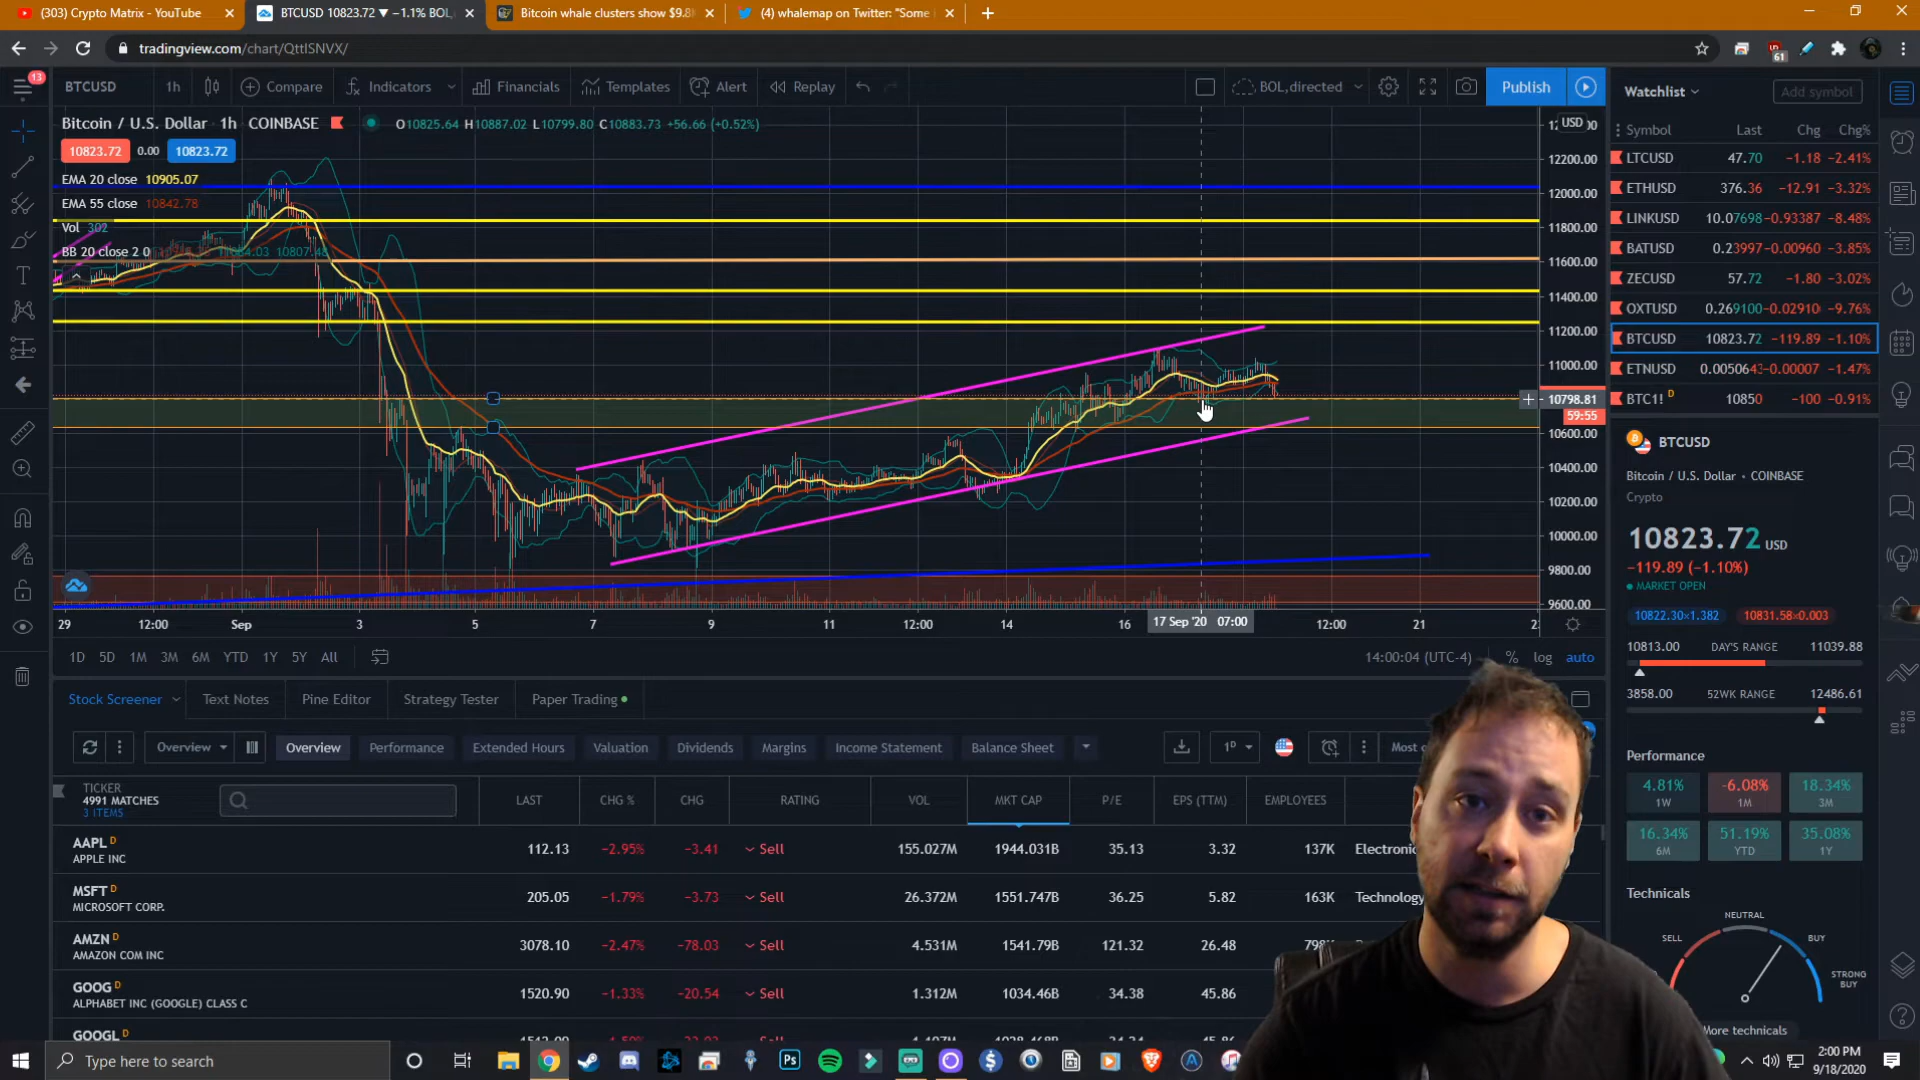 (303) Crypto Matrix - YouTube
BTCUSD 10823.72 ▼ −1.1% BOL
Bitcoin whale clusters show $9.8
(4) whalemap on Twitter: "Some
tradingview.com/chart/QttISNVX/
61
13
BTCUSD 1h Compare Indicators Financials Templates Alert Replay BOL,directed Publish
Bitcoin / U.S. Dollar • 1h COINBASE O10825.64 H10887.02 L10799.80 C10883.73 +56.66 (+0.52%)
10823.72 0.00 10823.72
EMA 20 close 10905.07
EMA 55 close 10842.78
Vol 302
BB 20 close 2 0
USD
12200.00
12000.00
11800.00
11600.00
11400.00
11200.00
11000.00
10798.81
59:55
10600.00
10400.00
10200.00
10000.00
9800.00
9600.00
29 12:00 Sep 3 5 7 9 11 12:00 14 16 17 Sep '20 07:00 12:00 21
1D 5D 1M 3M 6M YTD 1Y 5Y All 14:00:04 (UTC-4) % log auto
Stock Screener Text Notes Pine Editor Strategy Tester Paper Trading
Overview Overview Performance Extended Hours Valuation Dividends Margins Income Statement Balance Sheet 1D Most
TICKER LAST CHG % CHG RATING VOL MKT CAP P/E EPS (TTM) EMPLOYEES
4991 MATCHES
3 ITEMS
AAPL D 112.13 −2.95% −3.41 Sell 155.027M 1944.031B 35.13 3.32 137K
APPLE INC
MSFT D 205.05 −1.79% −3.73 Sell 26.372M 1551.747B 36.25 5.82 163K Technology
MICROSOFT CORP.
AMZN D 3078.10 −2.47% −78.03 Sell 4.531M 1541.79B 121.32 26.48
AMAZON COM INC
GOOG D 1520.90 −1.33% −20.54 Sell 1.312M 1034.46B 34.38 45.86
ALPHABET INC (GOOGLE) CLASS C
GOOGL D
Watchlist Add symbol
Symbol Last Chg Chg%
LTCUSD 47.70 −1.18 −2.41%
ETHUSD 376.36 −12.91 −3.32%
LINKUSD 10.07698 −0.93387 −8.48%
BATUSD 0.23997 −0.00960 −3.85%
ZECUSD 57.72 −1.80 −3.02%
OXTUSD 0.269100 −0.02910 −9.76%
BTCUSD 10823.72 −119.89 −1.10%
ETNUSD 0.0050643 −0.00007 −1.47%
BTC1! D 10850 −100 −0.91%
BTCUSD
Bitcoin / U.S. Dollar • COINBASE
Crypto
10823.72 USD
−119.89 (−1.10%)
MARKET OPEN
10822.30×1.382 10831.58×0.003
10813.00 DAY'S RANGE 11039.88
3858.00 52WK RANGE 12486.61
Performance
4.81% −6.08% 18.34%
1W 1M 3M
16.34% 51.19% 35.08%
6M YTD 1Y
Technicals
NEUTRAL
SELL BUY
STRONG BUY
More technicals
Type here to search
Ps
2:00 PM
9/18/2020